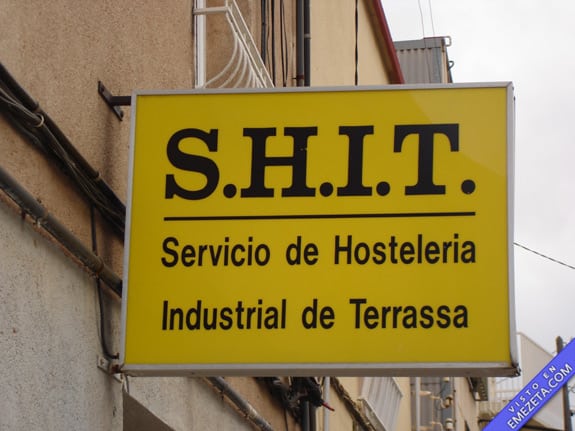 S.H.I.T.
Servicio de Hosteleria
Industrial de Terrassa
VISTO EN
EMEZETA.COM